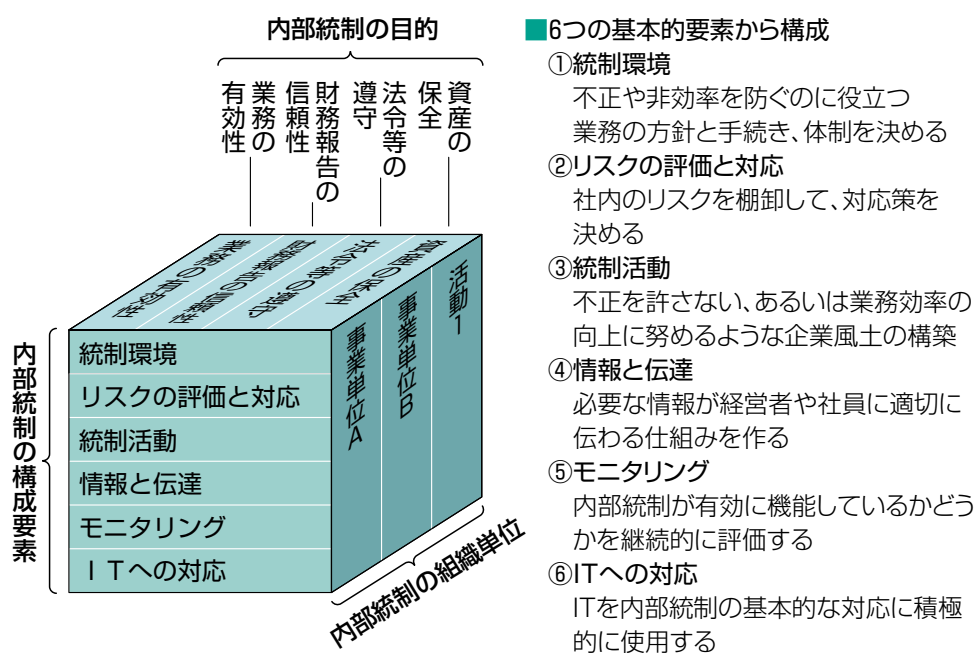 内部統制の目的
業務の
有効性
財務報告の
信頼性
法令等の
遵守
資産の
保全
業務の有効性
財務報告の信頼性
法令等の遵守
資産の保全
内部統制の構成要素
統制環境
リスクの評価と対応
統制活動
情報と伝達
モニタリング
ＩＴへの対応
事業単位A
事業単位B
活動1
内部統制の組織単位
■6つの基本的要素から構成
①統制環境
不正や非効率を防ぐのに役立つ
業務の方針と手続き、体制を決める
②リスクの評価と対応
社内のリスクを棚卸して、対応策を
決める
③統制活動
不正を許さない、あるいは業務効率の
向上に努めるような企業風土の構築
④情報と伝達
必要な情報が経営者や社員に適切に
伝わる仕組みを作る
⑤モニタリング
内部統制が有効に機能しているかどう
かを継続的に評価する
⑥ITへの対応
ITを内部統制の基本的な対応に積極
的に使用する